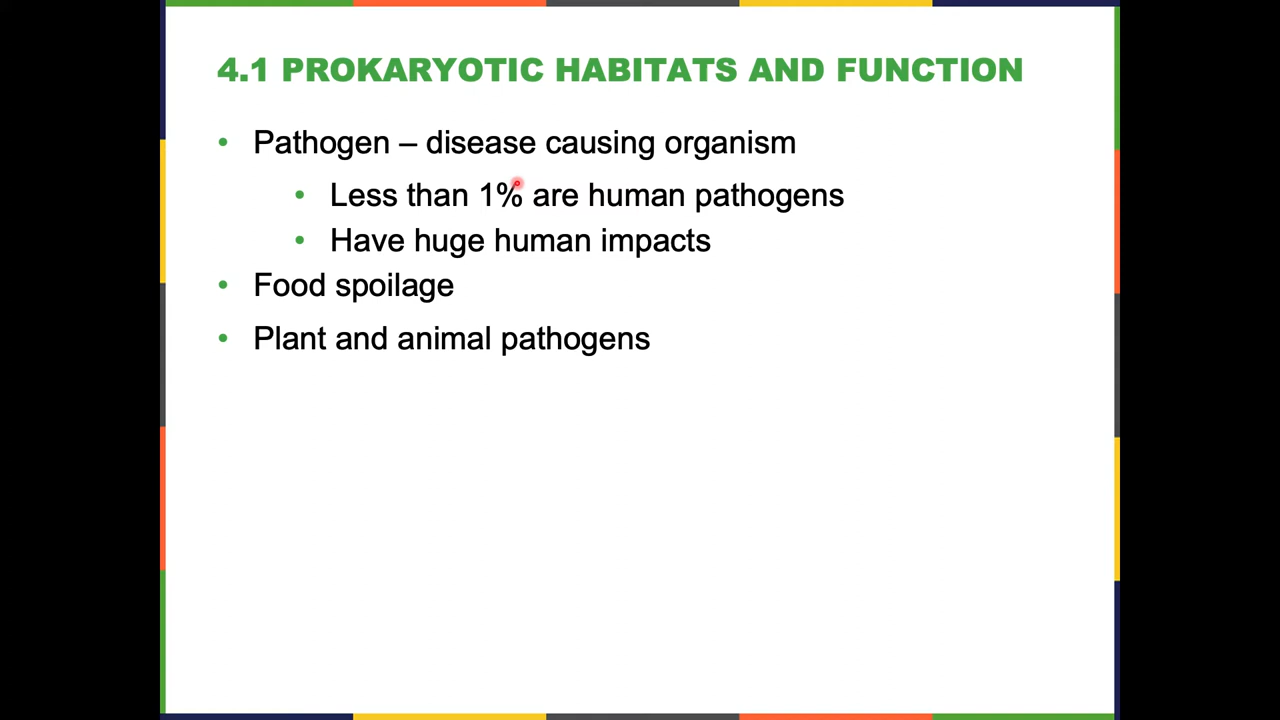 4.1 PROKARYOTIC HABITATS AND FUNCTION
• Pathogen – disease causing organism
• Less than 1% are human pathogens
• Have huge human impacts
• Food spoilage
• Plant and animal pathogens